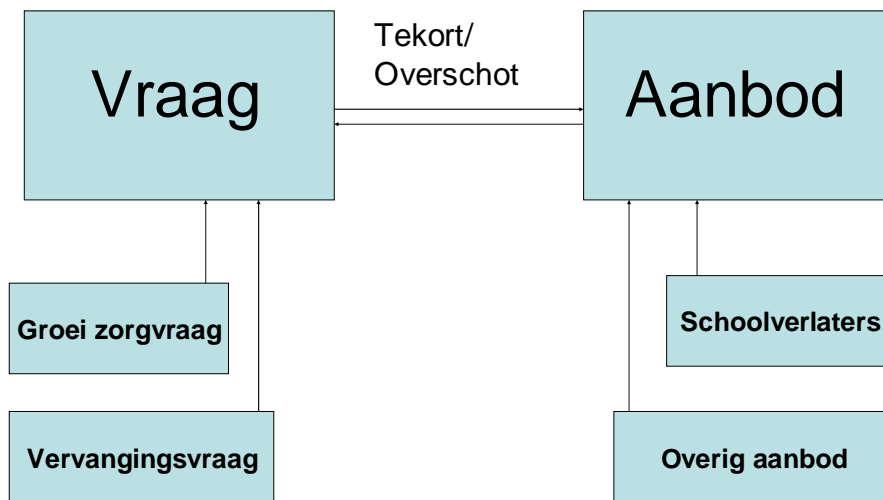 Vraag
Tekort/
Overschot
Aanbod
Groei zorgvraag
Schoolverlaters
Vervangingsvraag
Overig aanbod